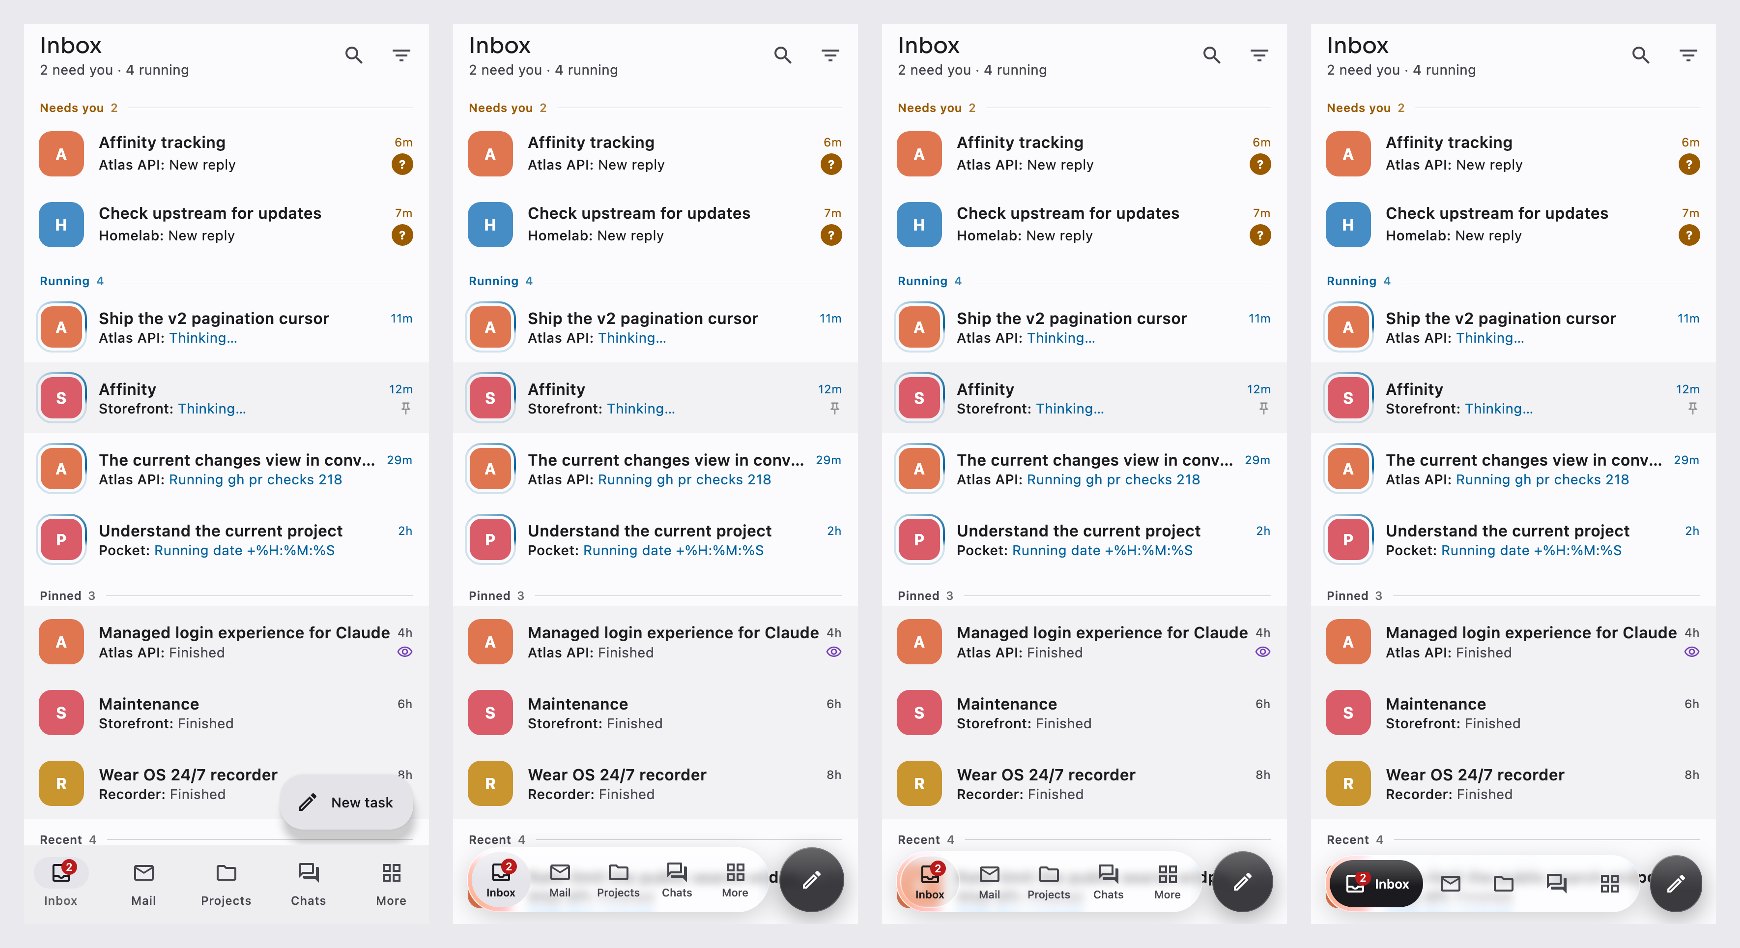 Inbox
2 need you · 4 running
Needs you 2
A
Affinity tracking
6m
Atlas API: New reply
?
H
Check upstream for updates
7m
Homelab: New reply
?
Running 4
A
Ship the v2 pagination cursor
11m
Atlas API: Thinking...
S
Affinity
12m
Storefront: Thinking...
A
The current changes view in conv...
29m
Atlas API: Running gh pr checks 218
P
Understand the current project
2h
Pocket: Running date +%H:%M:%S
Pinned 3
A
Managed login experience for Claude
4h
Atlas API: Finished
S
Maintenance
6h
Storefront: Finished
R
Wear OS 24/7 recorder
8h
Recorder: Finished
New task
Recent 4
2
Inbox
Mail
Projects
Chats
More
Inbox
2 need you · 4 running
Needs you 2
A
Affinity tracking
6m
Atlas API: New reply
?
H
Check upstream for updates
7m
Homelab: New reply
?
Running 4
A
Ship the v2 pagination cursor
11m
Atlas API: Thinking...
S
Affinity
12m
Storefront: Thinking...
A
The current changes view in conv...
29m
Atlas API: Running gh pr checks 218
P
Understand the current project
2h
Pocket: Running date +%H:%M:%S
Pinned 3
A
Managed login experience for Claude
4h
Atlas API: Finished
S
Maintenance
6h
Storefront: Finished
R
Wear OS 24/7 recorder
8h
Recorder: Finished
Recent 4
2
Inbox
Mail
Projects
Chats
More
Inbox
2 need you · 4 running
Needs you 2
A
Affinity tracking
6m
Atlas API: New reply
?
H
Check upstream for updates
7m
Homelab: New reply
?
Running 4
A
Ship the v2 pagination cursor
11m
Atlas API: Thinking...
S
Affinity
12m
Storefront: Thinking...
A
The current changes view in conv...
29m
Atlas API: Running gh pr checks 218
P
Understand the current project
2h
Pocket: Running date +%H:%M:%S
Pinned 3
A
Managed login experience for Claude
4h
Atlas API: Finished
S
Maintenance
6h
Storefront: Finished
R
Wear OS 24/7 recorder
8h
Recorder: Finished
Recent 4
2
Inbox
Mail
Projects
Chats
More
Inbox
2 need you · 4 running
Needs you 2
A
Affinity tracking
6m
Atlas API: New reply
?
H
Check upstream for updates
7m
Homelab: New reply
?
Running 4
A
Ship the v2 pagination cursor
11m
Atlas API: Thinking...
S
Affinity
12m
Storefront: Thinking...
A
The current changes view in conv...
29m
Atlas API: Running gh pr checks 218
P
Understand the current project
2h
Pocket: Running date +%H:%M:%S
Pinned 3
A
Managed login experience for Claude
4h
Atlas API: Finished
S
Maintenance
6h
Storefront: Finished
R
Wear OS 24/7 recorder
8h
Recorder: Finished
Recent 4
2
Inbox